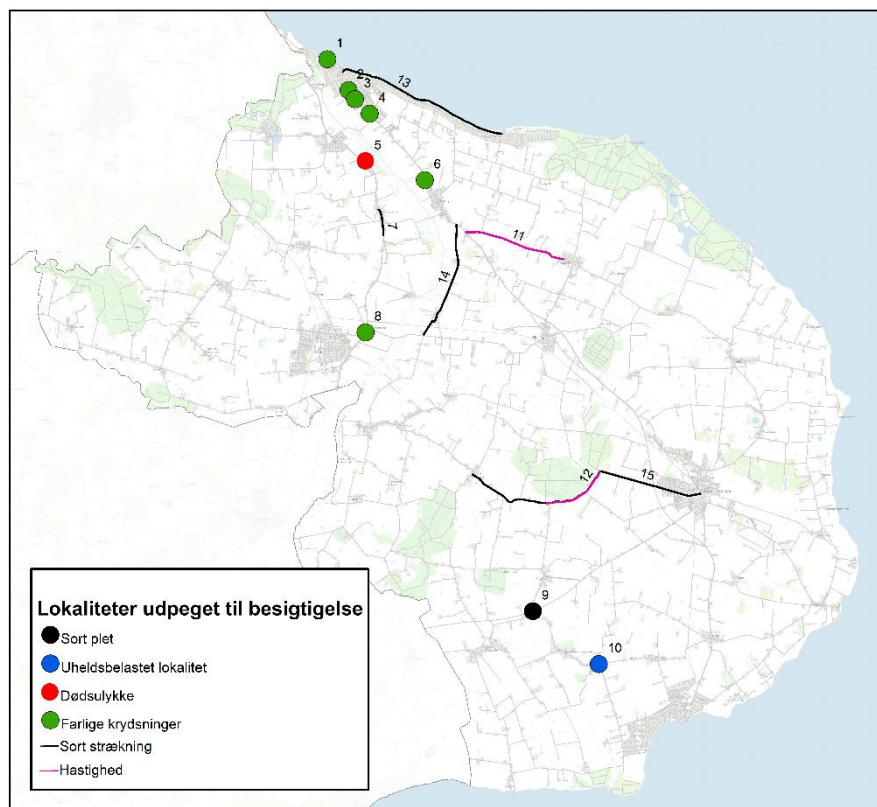 1
2
3
13
4
5
6
7
11
14
8
12
15
9
10
Lokaliteter udpeget til besigtigelse
Sort plet
Uheldsbelastet lokalitet
Dødsulykke
Farlige krydsninger
Sort strækning
Hastighed